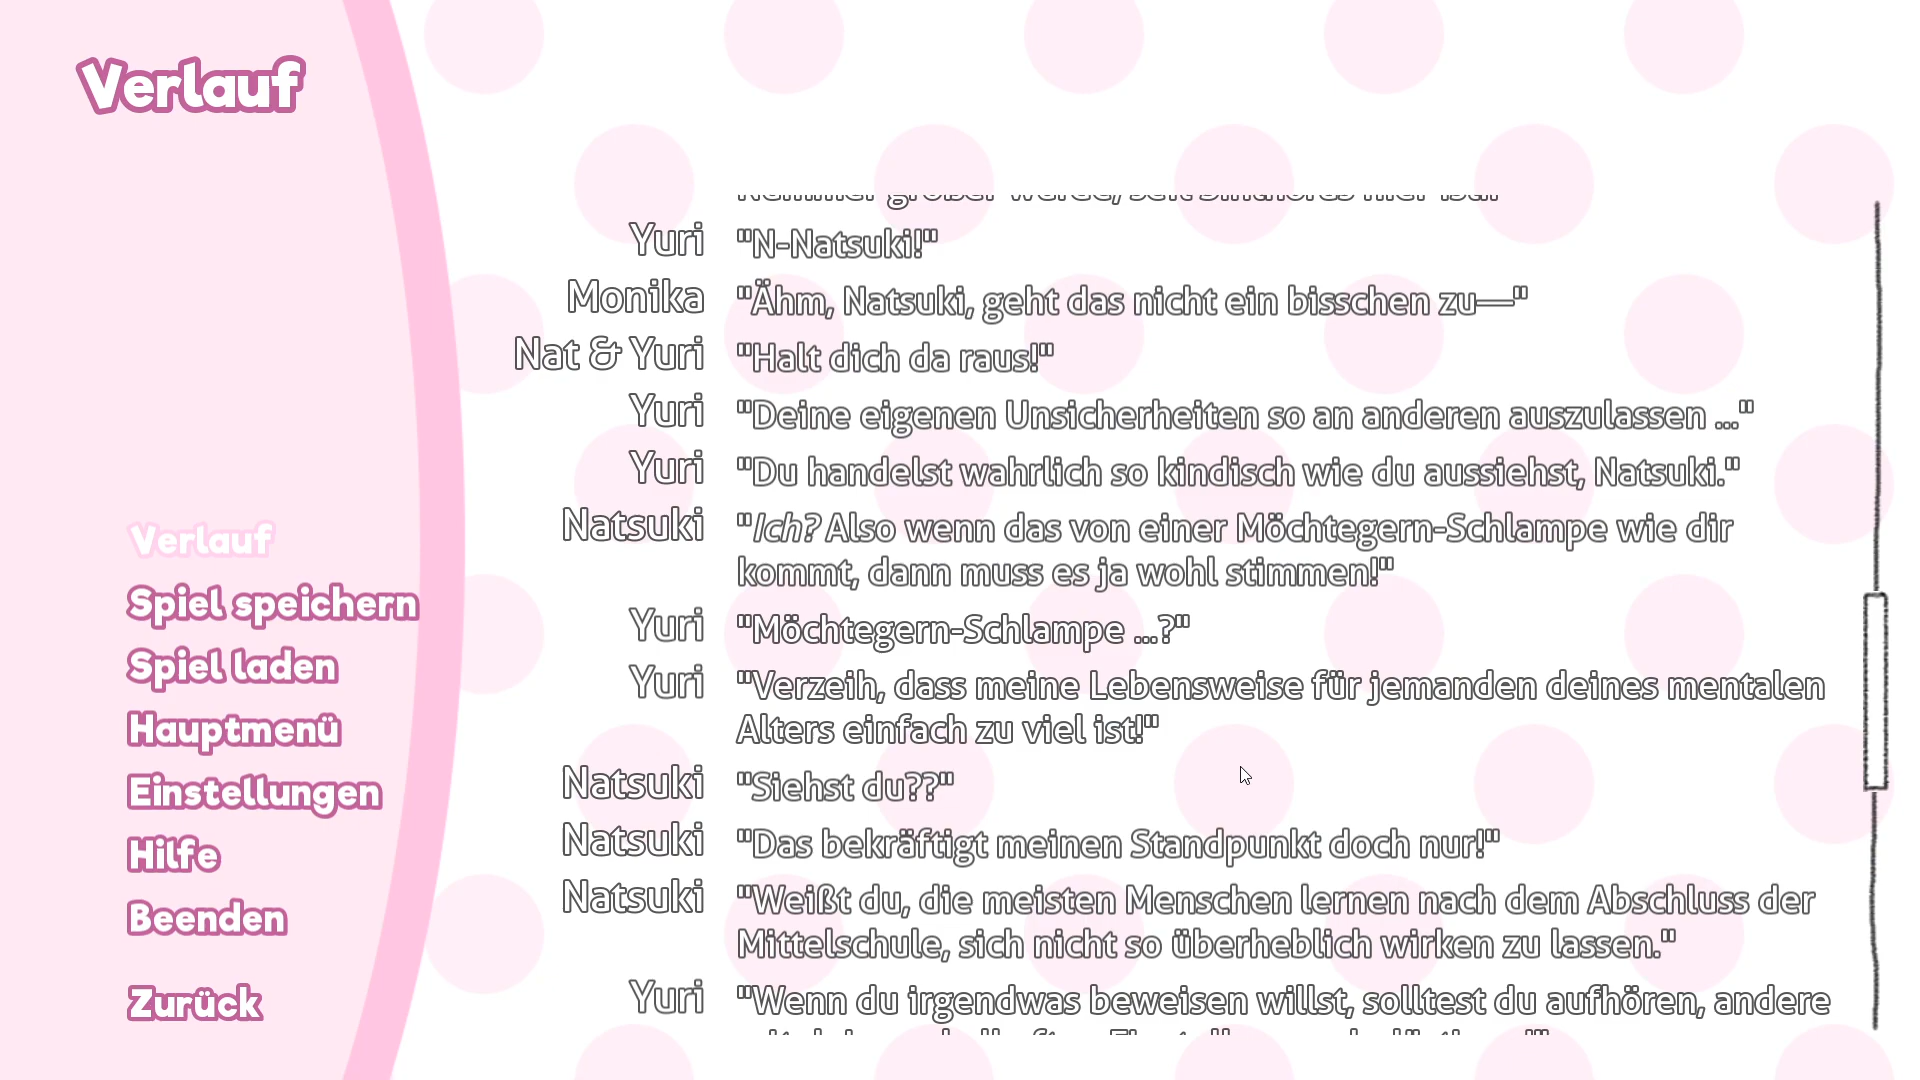 Verlauf
Yuri "N-Natsuki!"
Monika "Ähm, Natsuki, geht das nicht ein bisschen zu—"
Nat & Yuri "Halt dich da raus!"
Yuri "Deine eigenen Unsicherheiten so an anderen auszulassen ..."
Yuri "Du handelst wahrlich so kindisch wie du aussiehst, Natsuki."
Natsuki "Ich? Also wenn das von einer Möchtegern-Schlampe wie dir
kommt, dann muss es ja wohl stimmen!"
Yuri "Möchtegern-Schlampe ...?"
Yuri "Verzeih, dass meine Lebensweise für jemanden deines mentalen
Alters einfach zu viel ist!"
Natsuki "Siehst du??"
Natsuki "Das bekräftigt meinen Standpunkt doch nur!"
Natsuki "Weißt du, die meisten Menschen lernen nach dem Abschluss der
Mittelschule, sich nicht so überheblich wirken zu lassen."
Yuri "Wenn du irgendwas beweisen willst, solltest du aufhören, andere
Verlauf
Spiel speichern
Spiel laden
Hauptmenü
Einstellungen
Hilfe
Beenden
Zurück